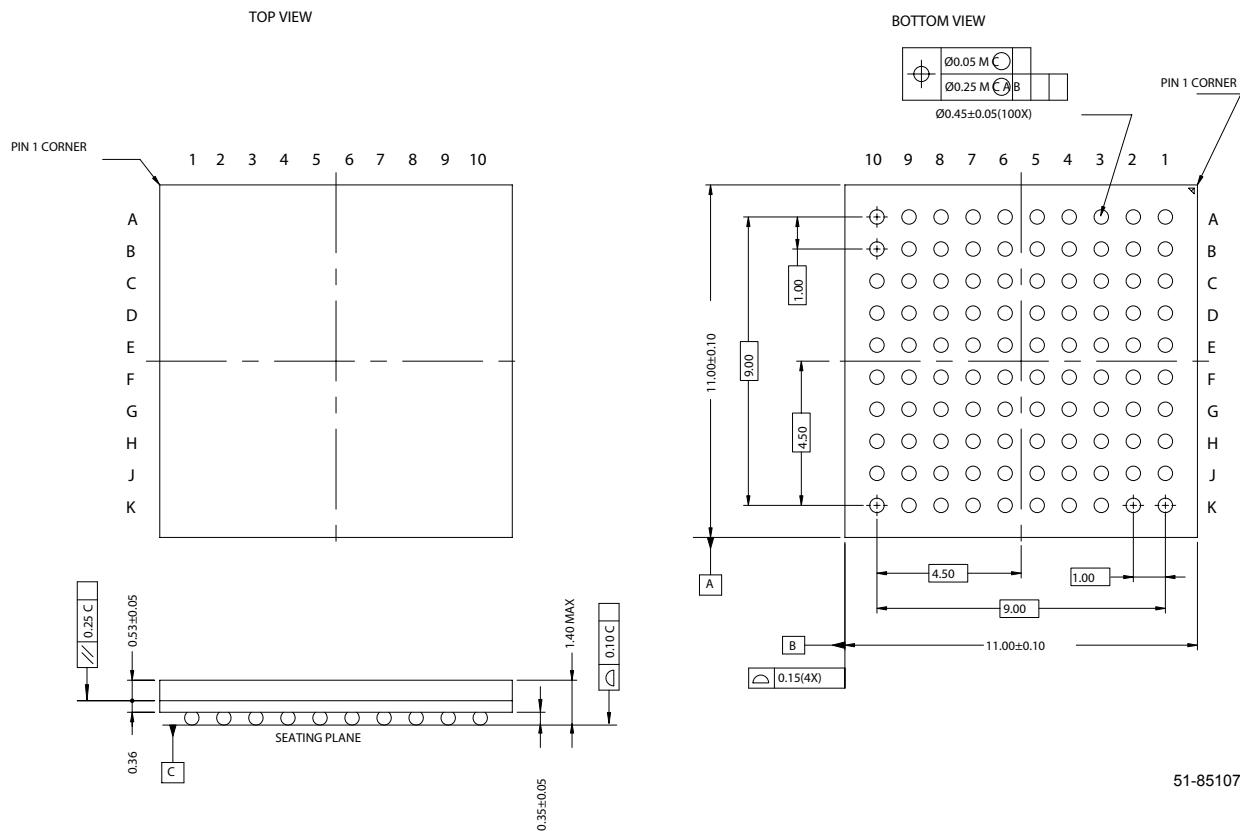 TOP VIEW
BOTTOM VIEW
Ø0.05 M C
Ø0.25 M C A B
PIN 1 CORNER
Ø0.45±0.05(100X)
PIN 1 CORNER
1 2 3 4 5 6 7 8 9 10
10 9 8 7 6 5 4 3 2 1
A
B
C
D
E
F
G
H
J
K
A
B
C
D
E
F
G
H
J
K
1.00
11.00±0.10
9.00
4.50
A
4.50
1.00
9.00
B
11.00±0.10
0.15(4X)
// 0.25 C
0.53±0.05
1.40 MAX
0.10 C
SEATING PLANE
0.36
C
0.35±0.05
51-85107